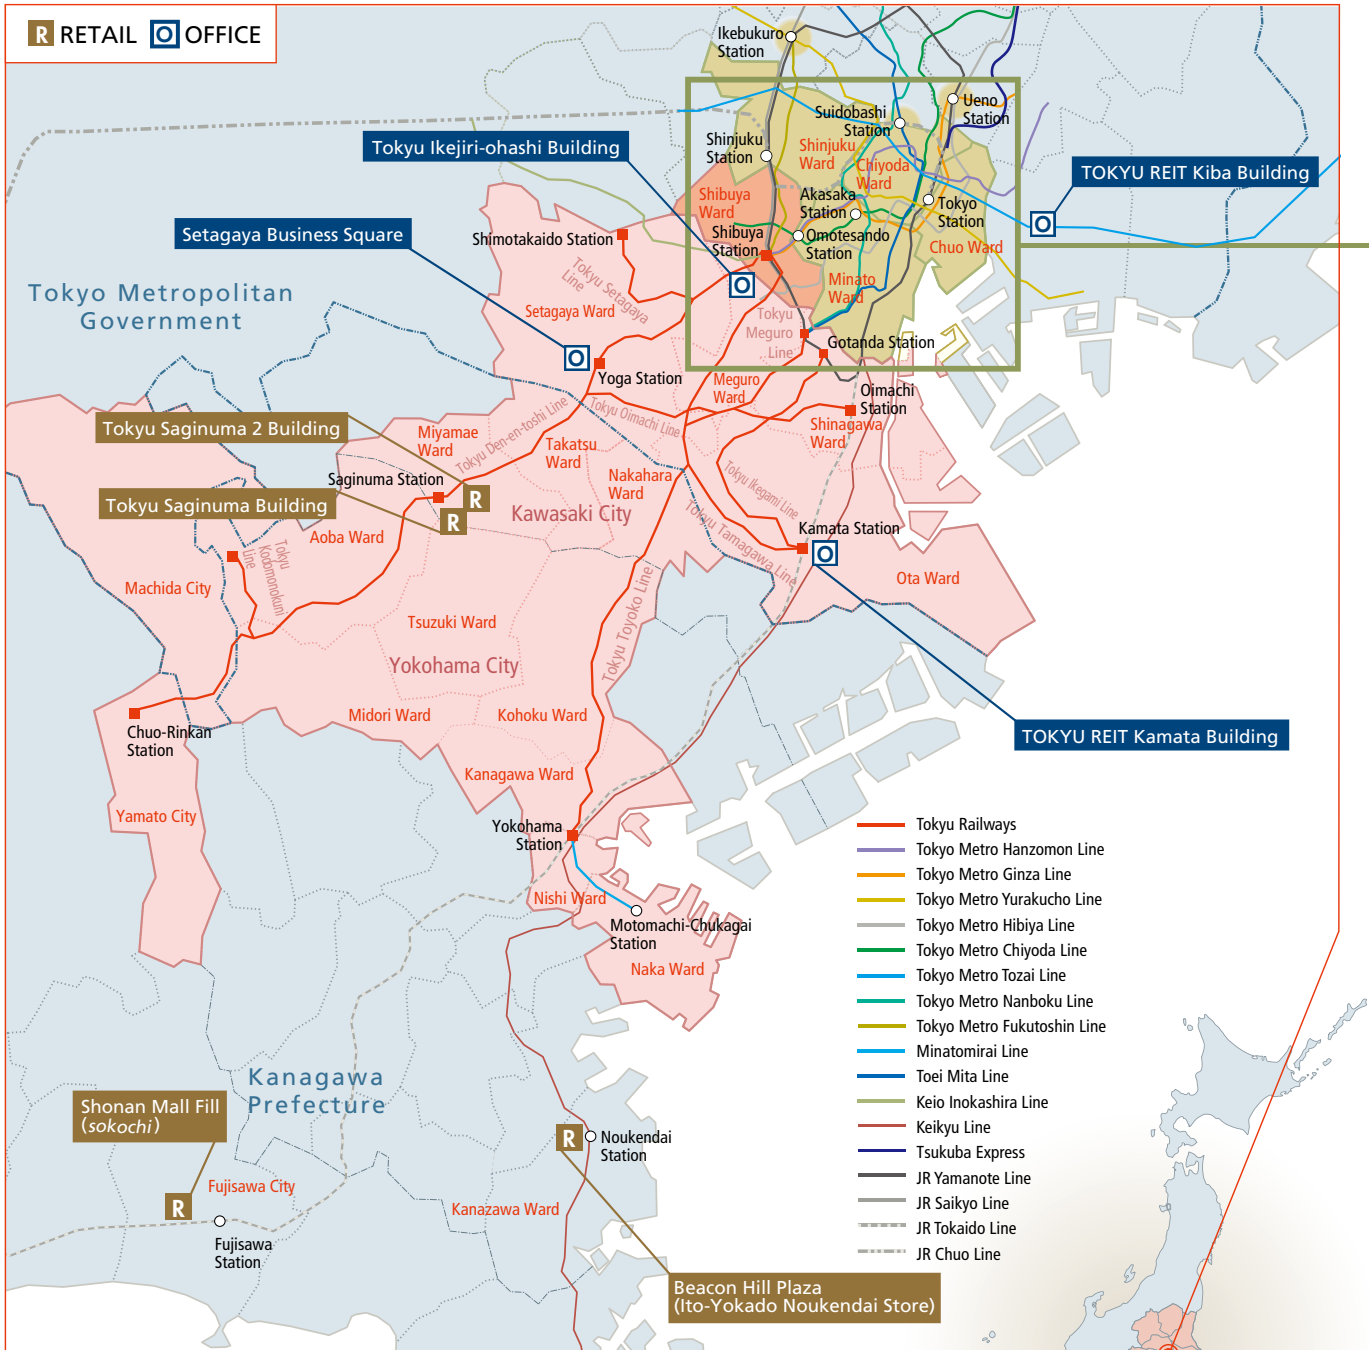 R RETAIL O OFFICE
Ikebukuro
Station
Ueno
Station
Suidobashi
Station
Tokyu Ikejiri-ohashi Building
Shinjuku
Station
Shinjuku
Ward
Chiyoda
Ward
TOKYU REIT Kiba Building
Shibuya
Ward
Akasaka
Station
Tokyo
Station
Setagaya Business Square
Shimotakaido Station
Shibuya
Station
Omotesando
Station
Chuo Ward
O
O
Tokyo Metropolitan
Government
Tokyu Setagaya
Line
Setagaya Ward
Minato
Ward
Tokyu
Meguro
Line
Gotanda Station
O
Yoga Station
Meguro
Ward
Oimachi
Station
Tokyu Saginuma 2 Building
Miyamae
Ward
Tokyu Den-en-toshi Line
Tokyu Oimachi Line
Shinagawa
Ward
Takatsu
Ward
Saginuma Station
Nakahara
Ward
Tokyu Ikegami Line
R
Tokyu Saginuma Building
R
Kawasaki City
Tokyu Tamagawa Line
Kamata Station
O
Aoba Ward
Tokyu
Kodomonokuni
Line
Machida City
Ota Ward
Tsuzuki Ward
Tokyu Toyoko Line
Yokohama City
Midori Ward
Kohoku Ward
Chuo-Rinkan
Station
TOKYU REIT Kamata Building
Kanagawa Ward
Yamato City
Yokohama
Station
Nishi Ward
Motomachi-Chukagai
Station
Naka Ward
Tokyu Railways
Tokyo Metro Hanzomon Line
Tokyo Metro Ginza Line
Tokyo Metro Yurakucho Line
Tokyo Metro Hibiya Line
Tokyo Metro Chiyoda Line
Tokyo Metro Tozai Line
Tokyo Metro Nanboku Line
Tokyo Metro Fukutoshin Line
Minatomirai Line
Toei Mita Line
Keio Inokashira Line
Keikyu Line
Tsukuba Express
JR Yamanote Line
JR Saikyo Line
JR Tokaido Line
JR Chuo Line
Kanagawa
Prefecture
Shonan Mall Fill
(sokochi)
R
Noukendai
Station
Fujisawa City
R
Kanazawa Ward
Fujisawa
Station
Beacon Hill Plaza
(Ito-Yokado Noukendai Store)